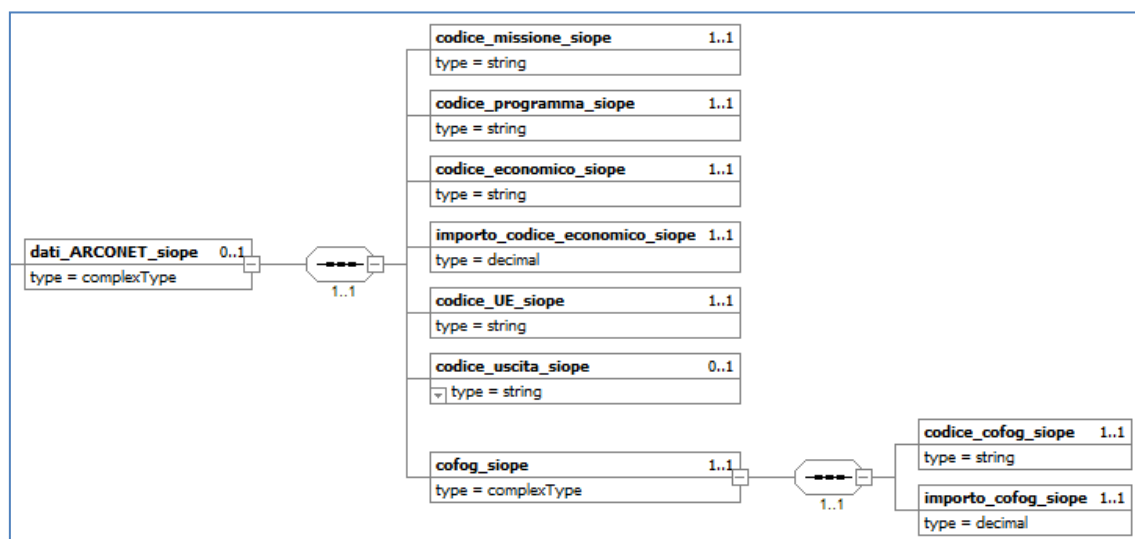 codice_missione_siope 1..1
type = string
codice_programma_siope 1..1
type = string
codice_economico_siope 1..1
type = string
importo_codice_economico_siope 1..1
type = decimal
dati_ARCONET_siope 0..1
type = complexType
1..1
codice_UE_siope 1..1
type = string
codice_uscita_siope 0..1
type = string
cofog_siope 1..1
type = complexType
1..1
codice_cofog_siope 1..1
type = string
importo_cofog_siope 1..1
type = decimal